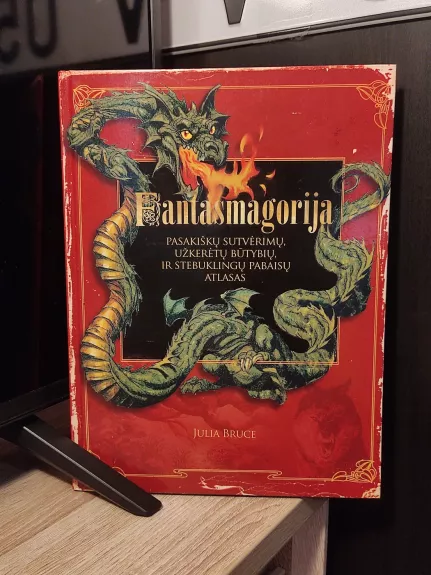 Fantasmagorija
PASAKIŠKŲ SUTVĖRIMŲ,
UŽKERĖTŲ BŪTYBIŲ,
IR STEBUKLINGŲ PABAISŲ
ATLASAS
JULIA BRUCE